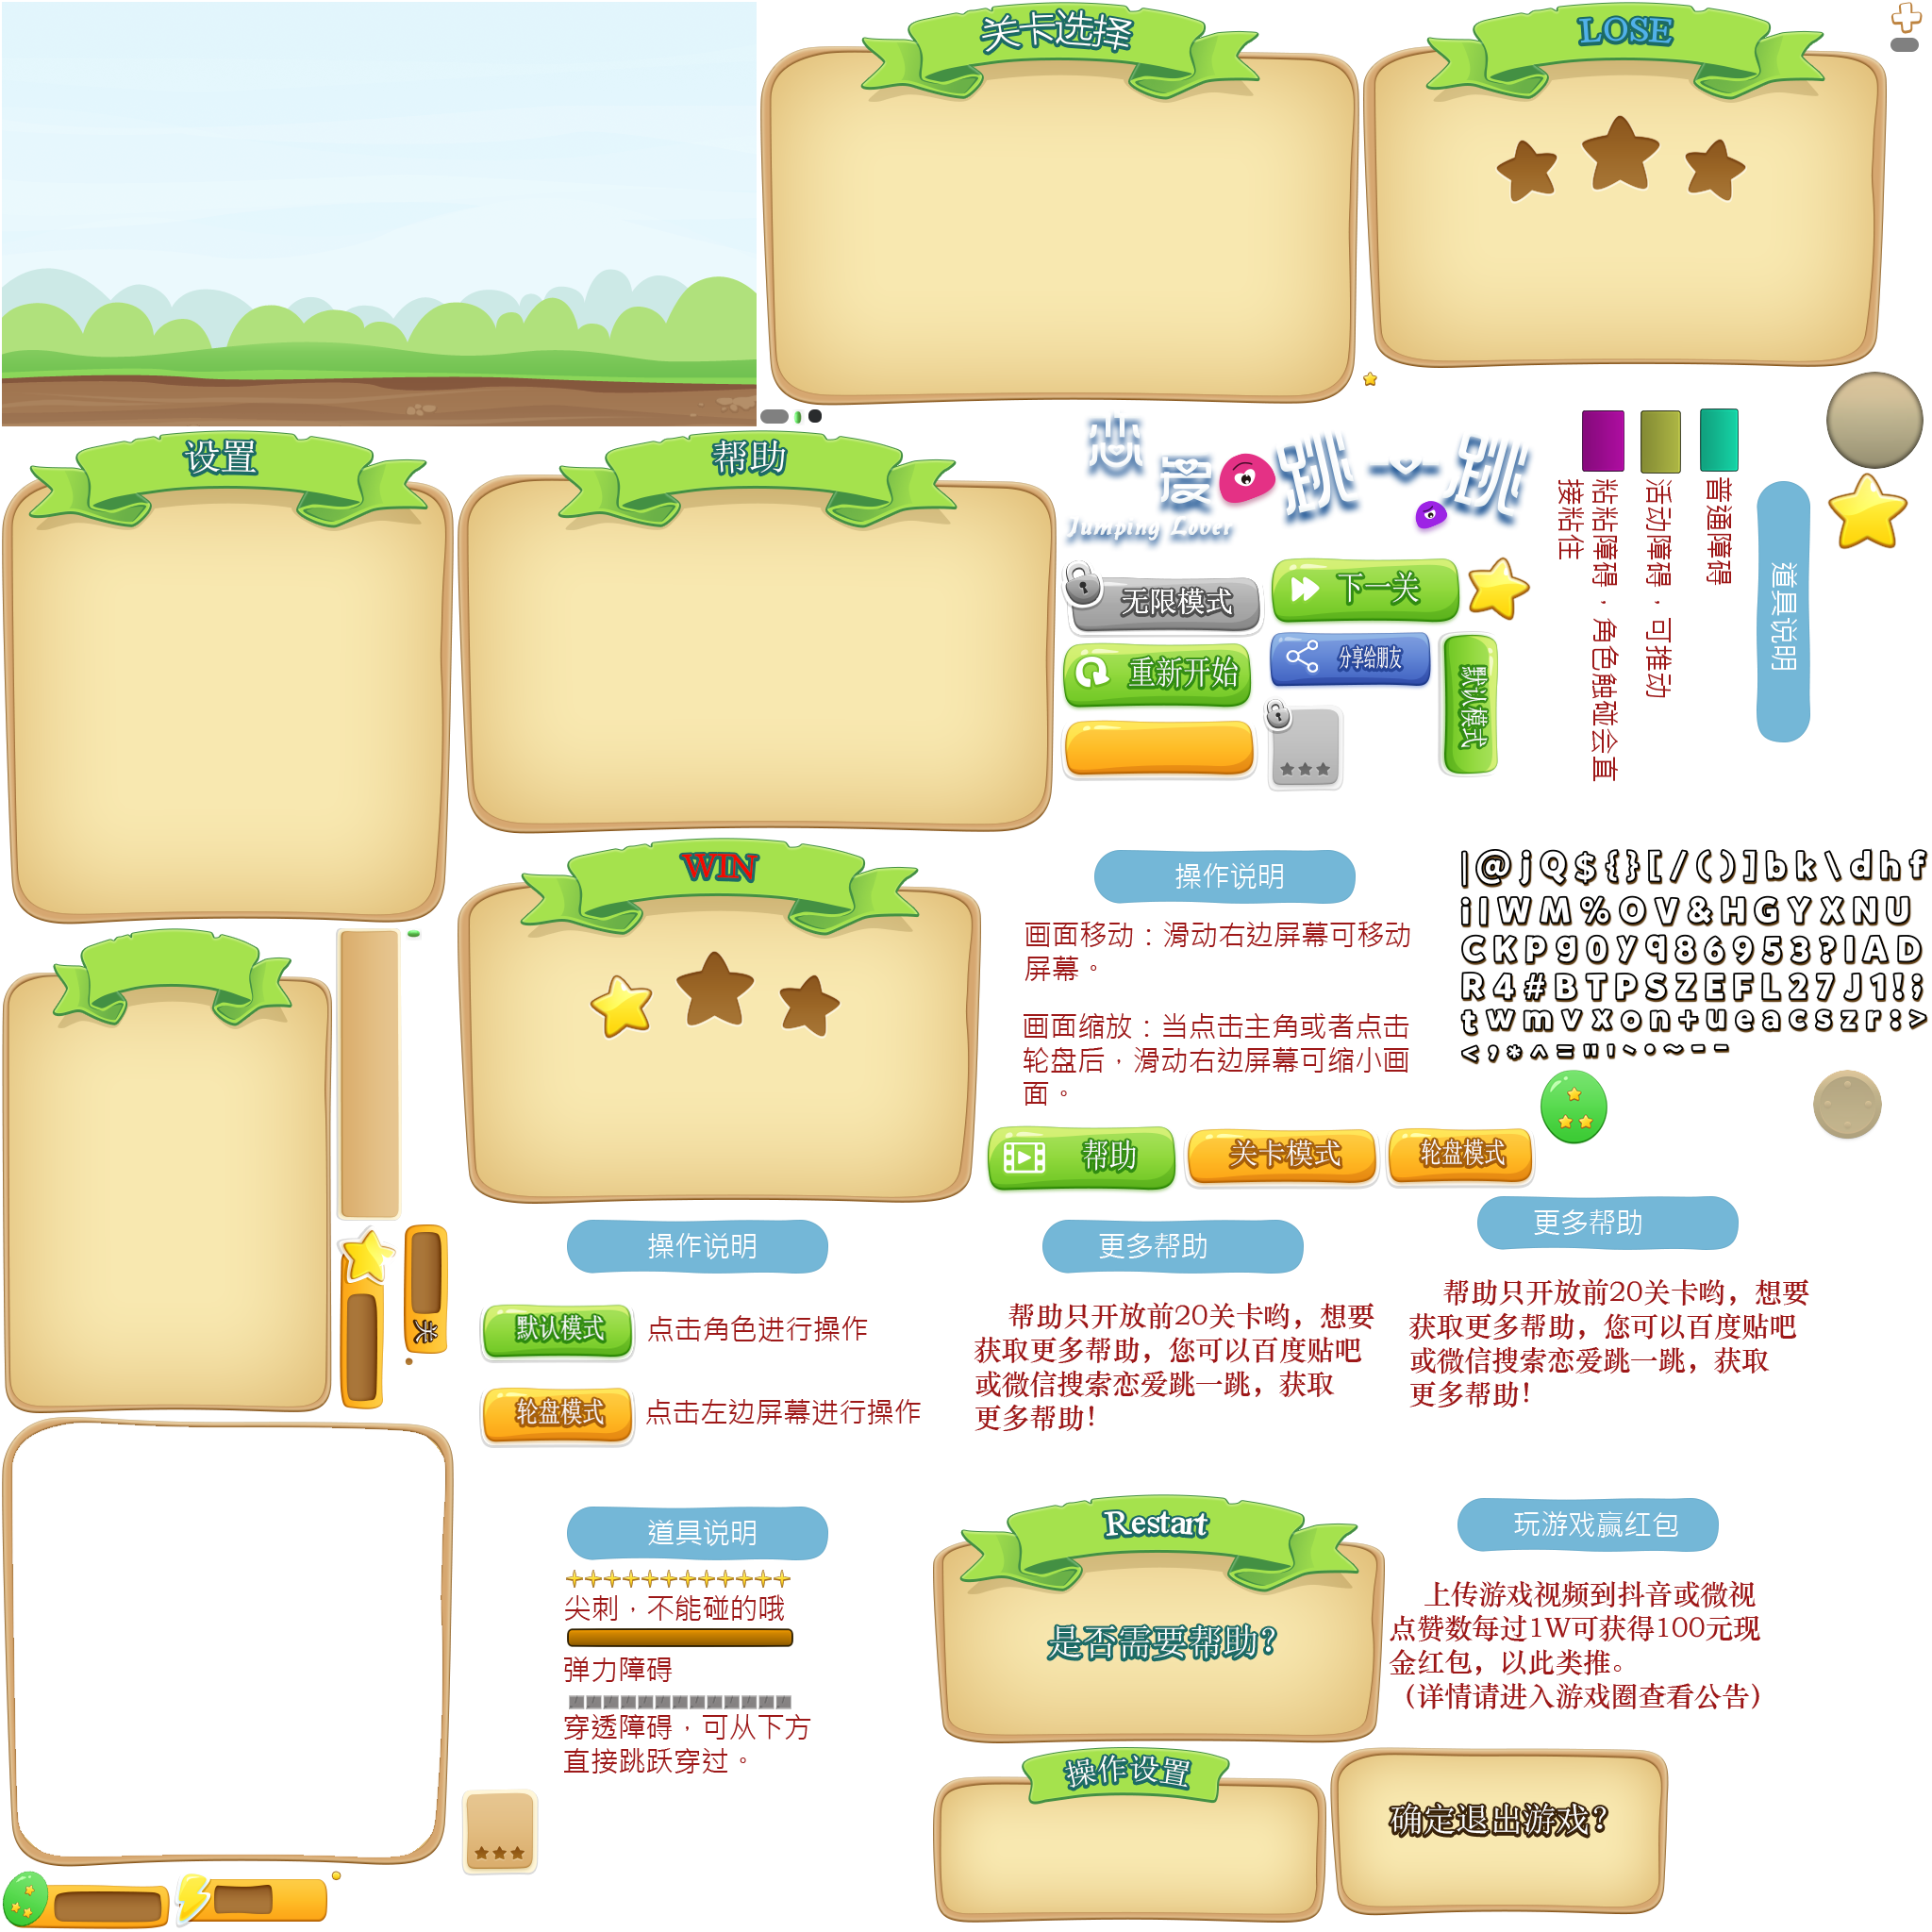 关卡选择
LOSE
设置
帮助
恋爱跳一跳
Jumping Lover
无限模式
下一关
重新开始
分享给朋友
默认模式
道具说明
普通障碍
活动障碍，可推动
粘粘障碍，角色触碰会直
接粘住
WIN
操作说明
画面移动：滑动右边屏幕可移动
屏幕。
画面缩放：当点击主角或者点击
轮盘后，滑动右边屏幕可缩小画
面。
|@jQ${}[/()]bk\dhf
ilWM%OV&HGYXNU
CKpg0yq86953?IAD
R4#BTPSZEFL27J1!;
twmvxon+ueacszr:>
<,*^="'`·~--
帮助
关卡模式
轮盘模式
关
操作说明
默认模式
点击角色进行操作
轮盘模式
点击左边屏幕进行操作
更多帮助
帮助只开放前20关卡哟，想要
获取更多帮助，您可以百度贴吧
或微信搜索恋爱跳一跳，获取
更多帮助！
更多帮助
帮助只开放前20关卡哟，想要
获取更多帮助，您可以百度贴吧
或微信搜索恋爱跳一跳，获取
更多帮助！
道具说明
尖刺，不能碰的哦
弹力障碍
穿透障碍，可从下方
直接跳跃穿过。
Restart
是否需要帮助？
玩游戏赢红包
上传游戏视频到抖音或微视
点赞数每过1W可获得100元现
金红包，以此类推。
（详情请进入游戏圈查看公告）
操作设置
确定退出游戏？